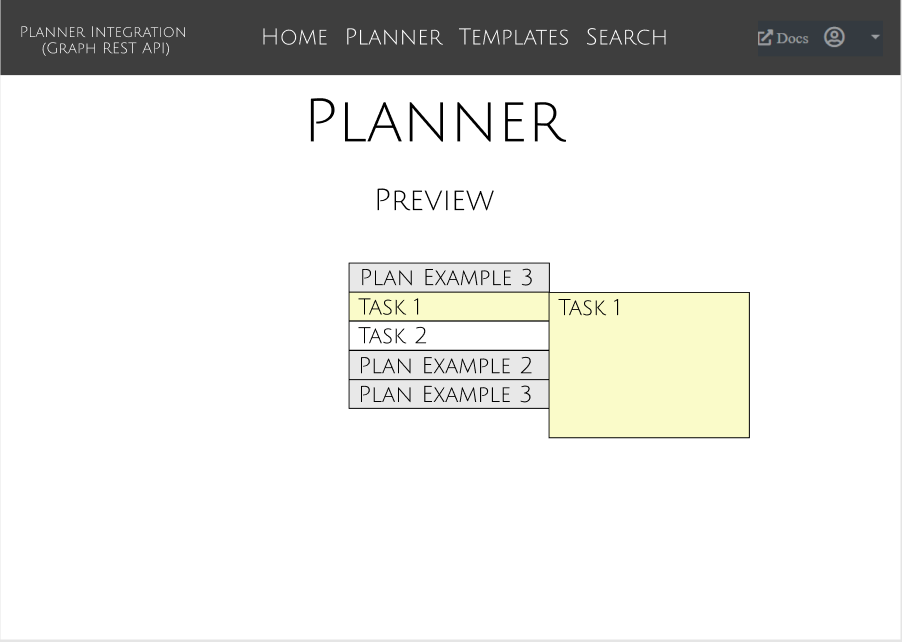 Planner Integration
(Graph REST API)
Home Planner Templates Search
Docs
Planner
Preview
Plan Example 3
Task 1
Task 1
Task 2
Plan Example 2
Plan Example 3